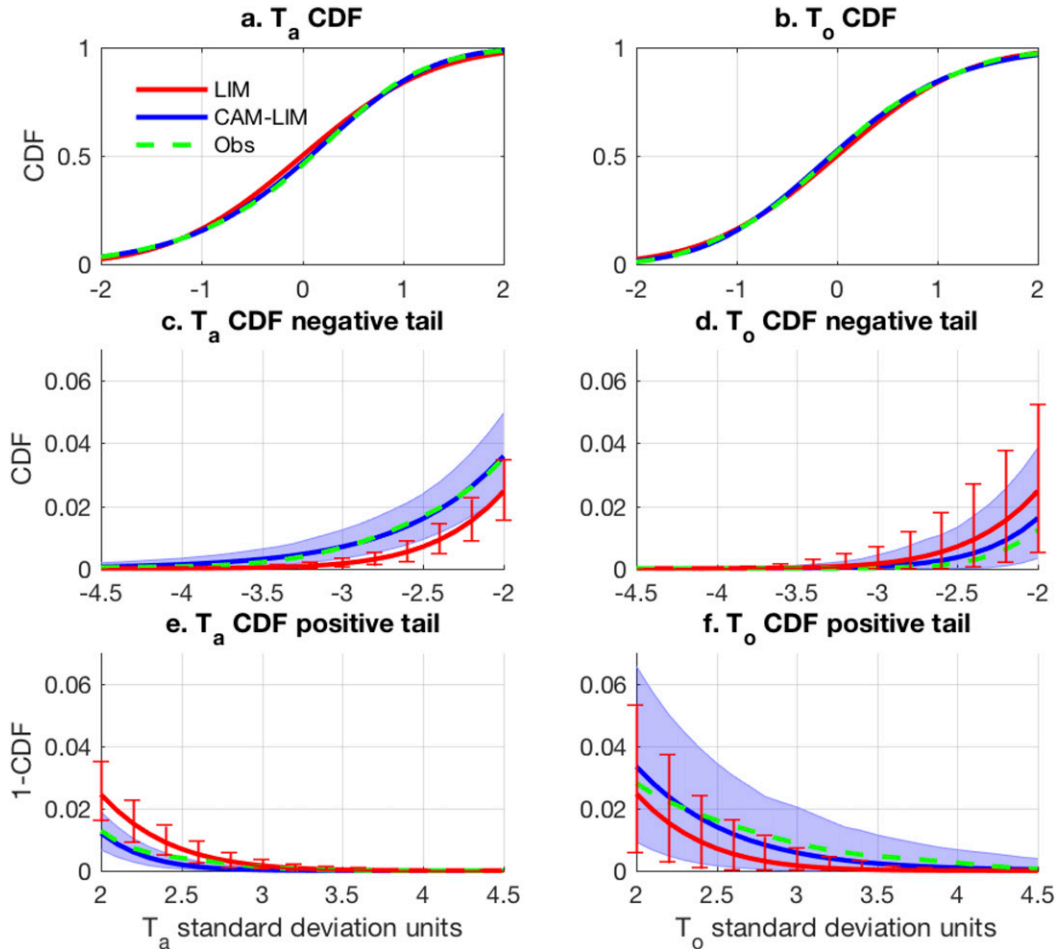 a. Ta CDF
b. To CDF
1
0.5
0
CDF
LIM
CAM-LIM
Obs
-2 -1 0 1 2
1
0.5
0
-2 -1 0 1 2
c. Ta CDF negative tail
d. To CDF negative tail
0.06
0.04
0.02
0
CDF
-4.5 -4 -3.5 -3 -2.5 -2
0.06
0.04
0.02
0
-4.5 -4 -3.5 -3 -2.5 -2
e. Ta CDF positive tail
f. To CDF positive tail
0.06
0.04
0.02
0
1-CDF
2 2.5 3 3.5 4 4.5
Ta standard deviation units
0.06
0.04
0.02
0
2 2.5 3 3.5 4 4.5
To standard deviation units